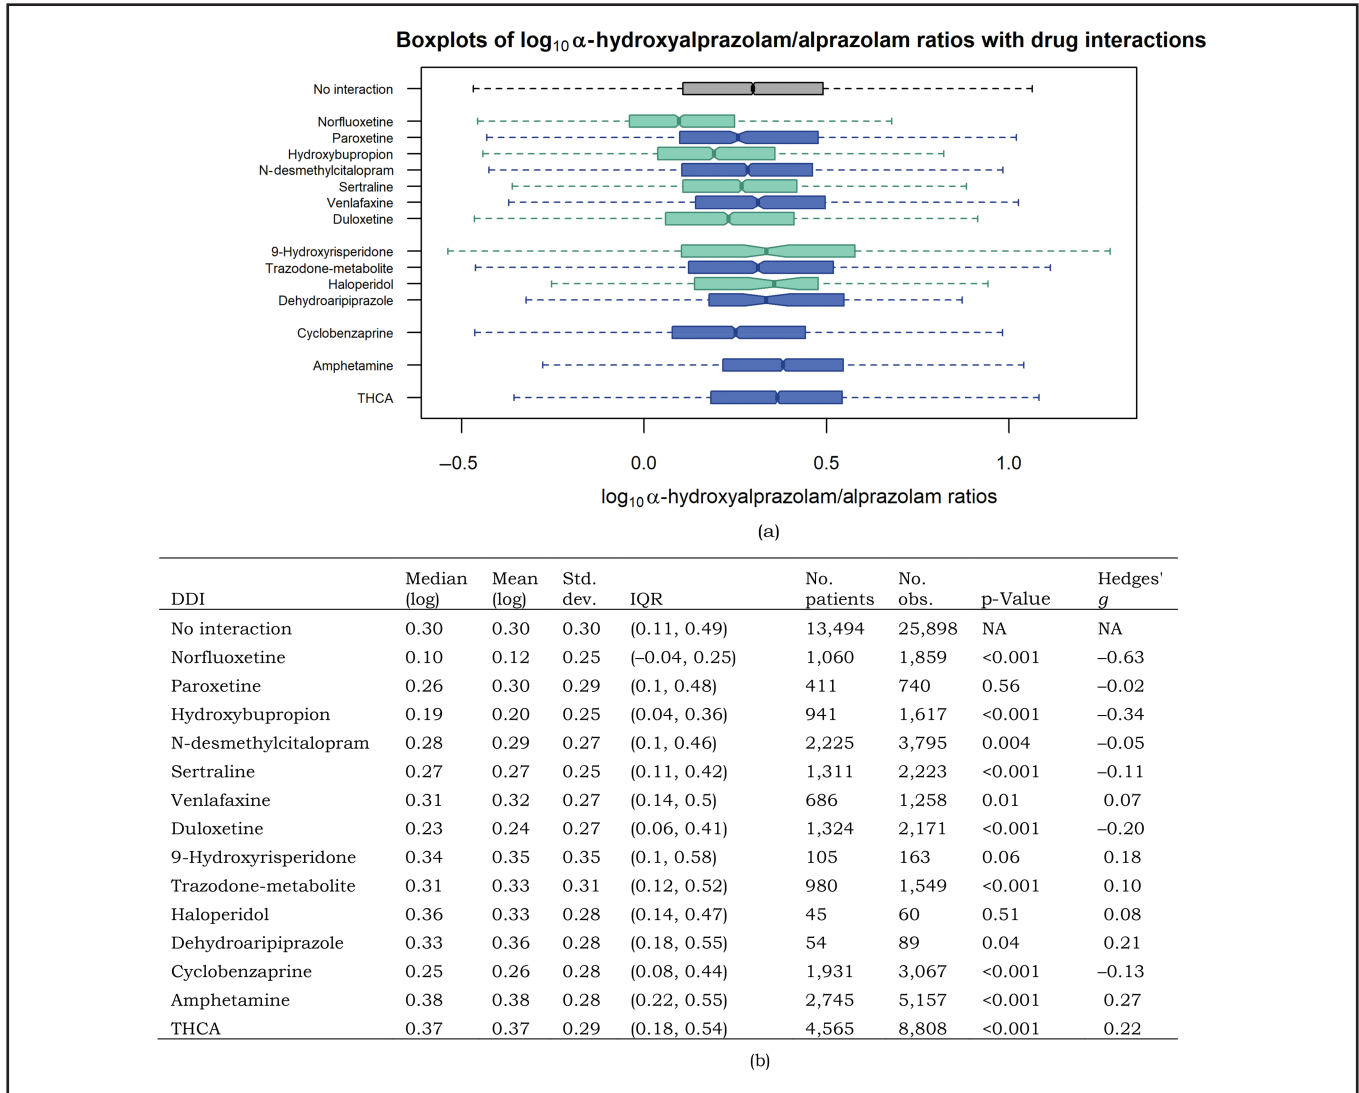 Boxplots of log10 α-hydroxyalprazolam/alprazolam ratios with drug interactions
No interaction
Norfluoxetine
Paroxetine
Hydroxybupropion
N-desmethylcitalopram
Sertraline
Venlafaxine
Duloxetine
9-Hydroxyrisperidone
Trazodone-metabolite
Haloperidol
Dehydroaripiprazole
Cyclobenzaprine
Amphetamine
THCA
–0.5 0.0 0.5 1.0
log10 α-hydroxyalprazolam/alprazolam ratios
(a)
DDI Median (log) Mean (log) Std. dev. IQR No. patients No. obs. p-Value Hedges' g
No interaction 0.30 0.30 0.30 (0.11, 0.49) 13,494 25,898 NA NA
Norfluoxetine 0.10 0.12 0.25 (–0.04, 0.25) 1,060 1,859 <0.001 –0.63
Paroxetine 0.26 0.30 0.29 (0.1, 0.48) 411 740 0.56 –0.02
Hydroxybupropion 0.19 0.20 0.25 (0.04, 0.36) 941 1,617 <0.001 –0.34
N-desmethylcitalopram 0.28 0.29 0.27 (0.1, 0.46) 2,225 3,795 0.004 –0.05
Sertraline 0.27 0.27 0.25 (0.11, 0.42) 1,311 2,223 <0.001 –0.11
Venlafaxine 0.31 0.32 0.27 (0.14, 0.5) 686 1,258 0.01 0.07
Duloxetine 0.23 0.24 0.27 (0.06, 0.41) 1,324 2,171 <0.001 –0.20
9-Hydroxyrisperidone 0.34 0.35 0.35 (0.1, 0.58) 105 163 0.06 0.18
Trazodone-metabolite 0.31 0.33 0.31 (0.12, 0.52) 980 1,549 <0.001 0.10
Haloperidol 0.36 0.33 0.28 (0.14, 0.47) 45 60 0.51 0.08
Dehydroaripiprazole 0.33 0.36 0.28 (0.18, 0.55) 54 89 0.04 0.21
Cyclobenzaprine 0.25 0.26 0.28 (0.08, 0.44) 1,931 3,067 <0.001 –0.13
Amphetamine 0.38 0.38 0.28 (0.22, 0.55) 2,745 5,157 <0.001 0.27
THCA 0.37 0.37 0.29 (0.18, 0.54) 4,565 8,808 <0.001 0.22
(b)